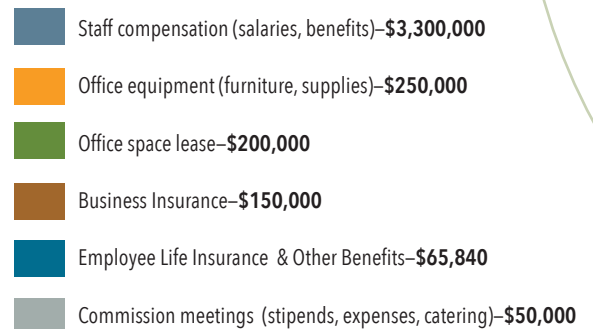 Staff compensation (salaries, benefits)–$3,300,000
Office equipment (furniture, supplies)–$250,000
Office space lease–$200,000
Business Insurance–$150,000
Employee Life Insurance & Other Benefits–$65,840
Commission meetings (stipends, expenses, catering)–$50,000